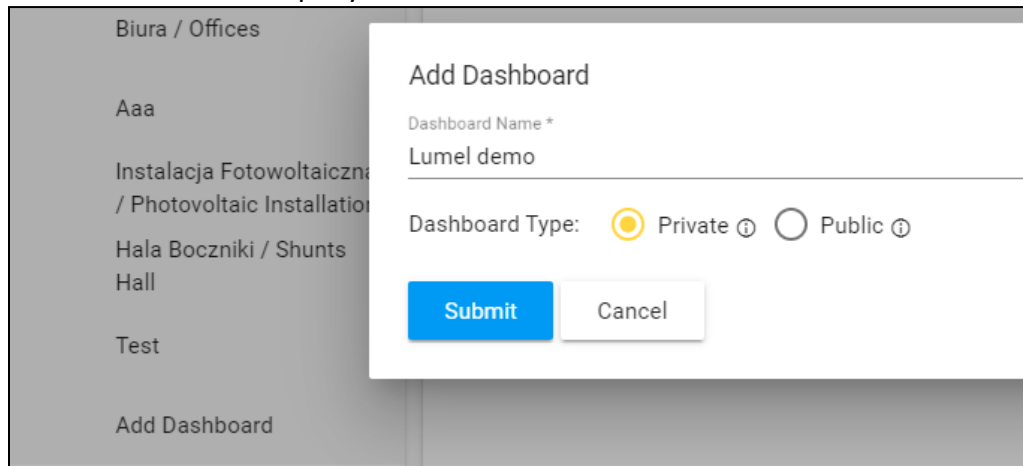 Biura / Offices
Aaa
Instalacja Fotowoltaiczna
/ Photovoltaic Installation
Hala Boczniki / Shunts
Hall
Test
Add Dashboard
Add Dashboard
Dashboard Name *
Lumel demo
Dashboard Type: Private Public
Submit Cancel